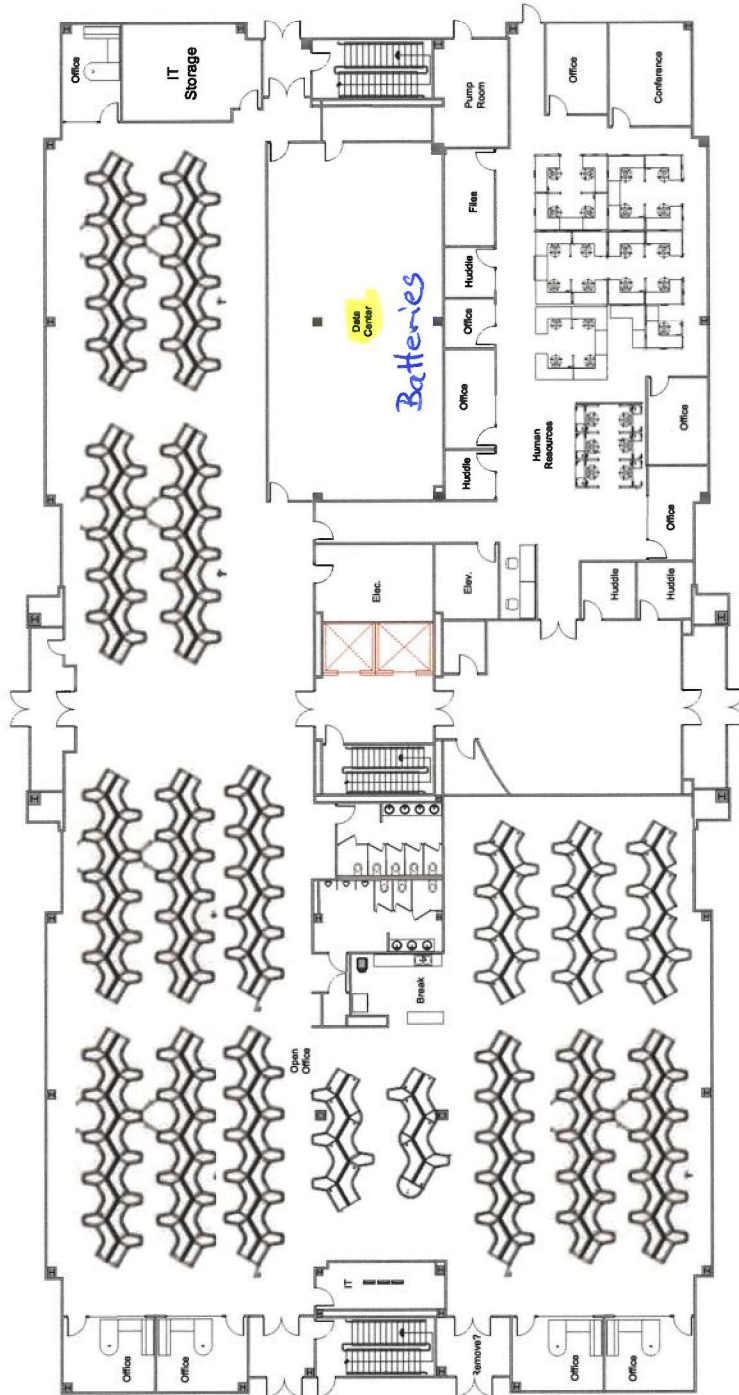 Office
IT
Storage
Pump
Room
Office
Conference
Files
Huddle
Data
Center
Batteries
Office
Office
Huddle
Human
Resources
Office
Office
Elec.
Elev.
Huddle
Huddle
Break
Open
Office
IT
Office
Office
Remove?
Office
Office